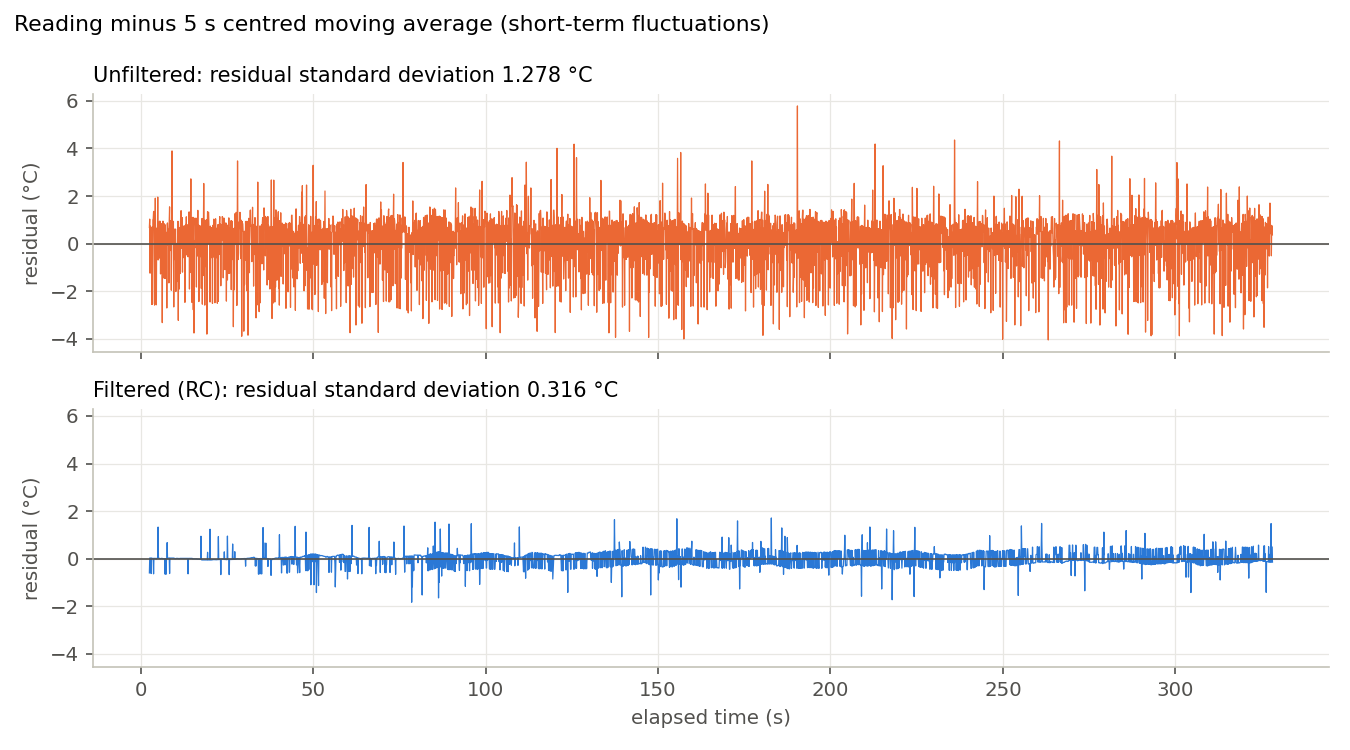 Reading minus 5 s centred moving average (short-term fluctuations)
Unfiltered: residual standard deviation 1.278 °C
6
4
2
0
−2
−4
residual (°C)
Filtered (RC): residual standard deviation 0.316 °C
6
4
2
0
−2
−4
residual (°C)
0 50 100 150 200 250 300
elapsed time (s)